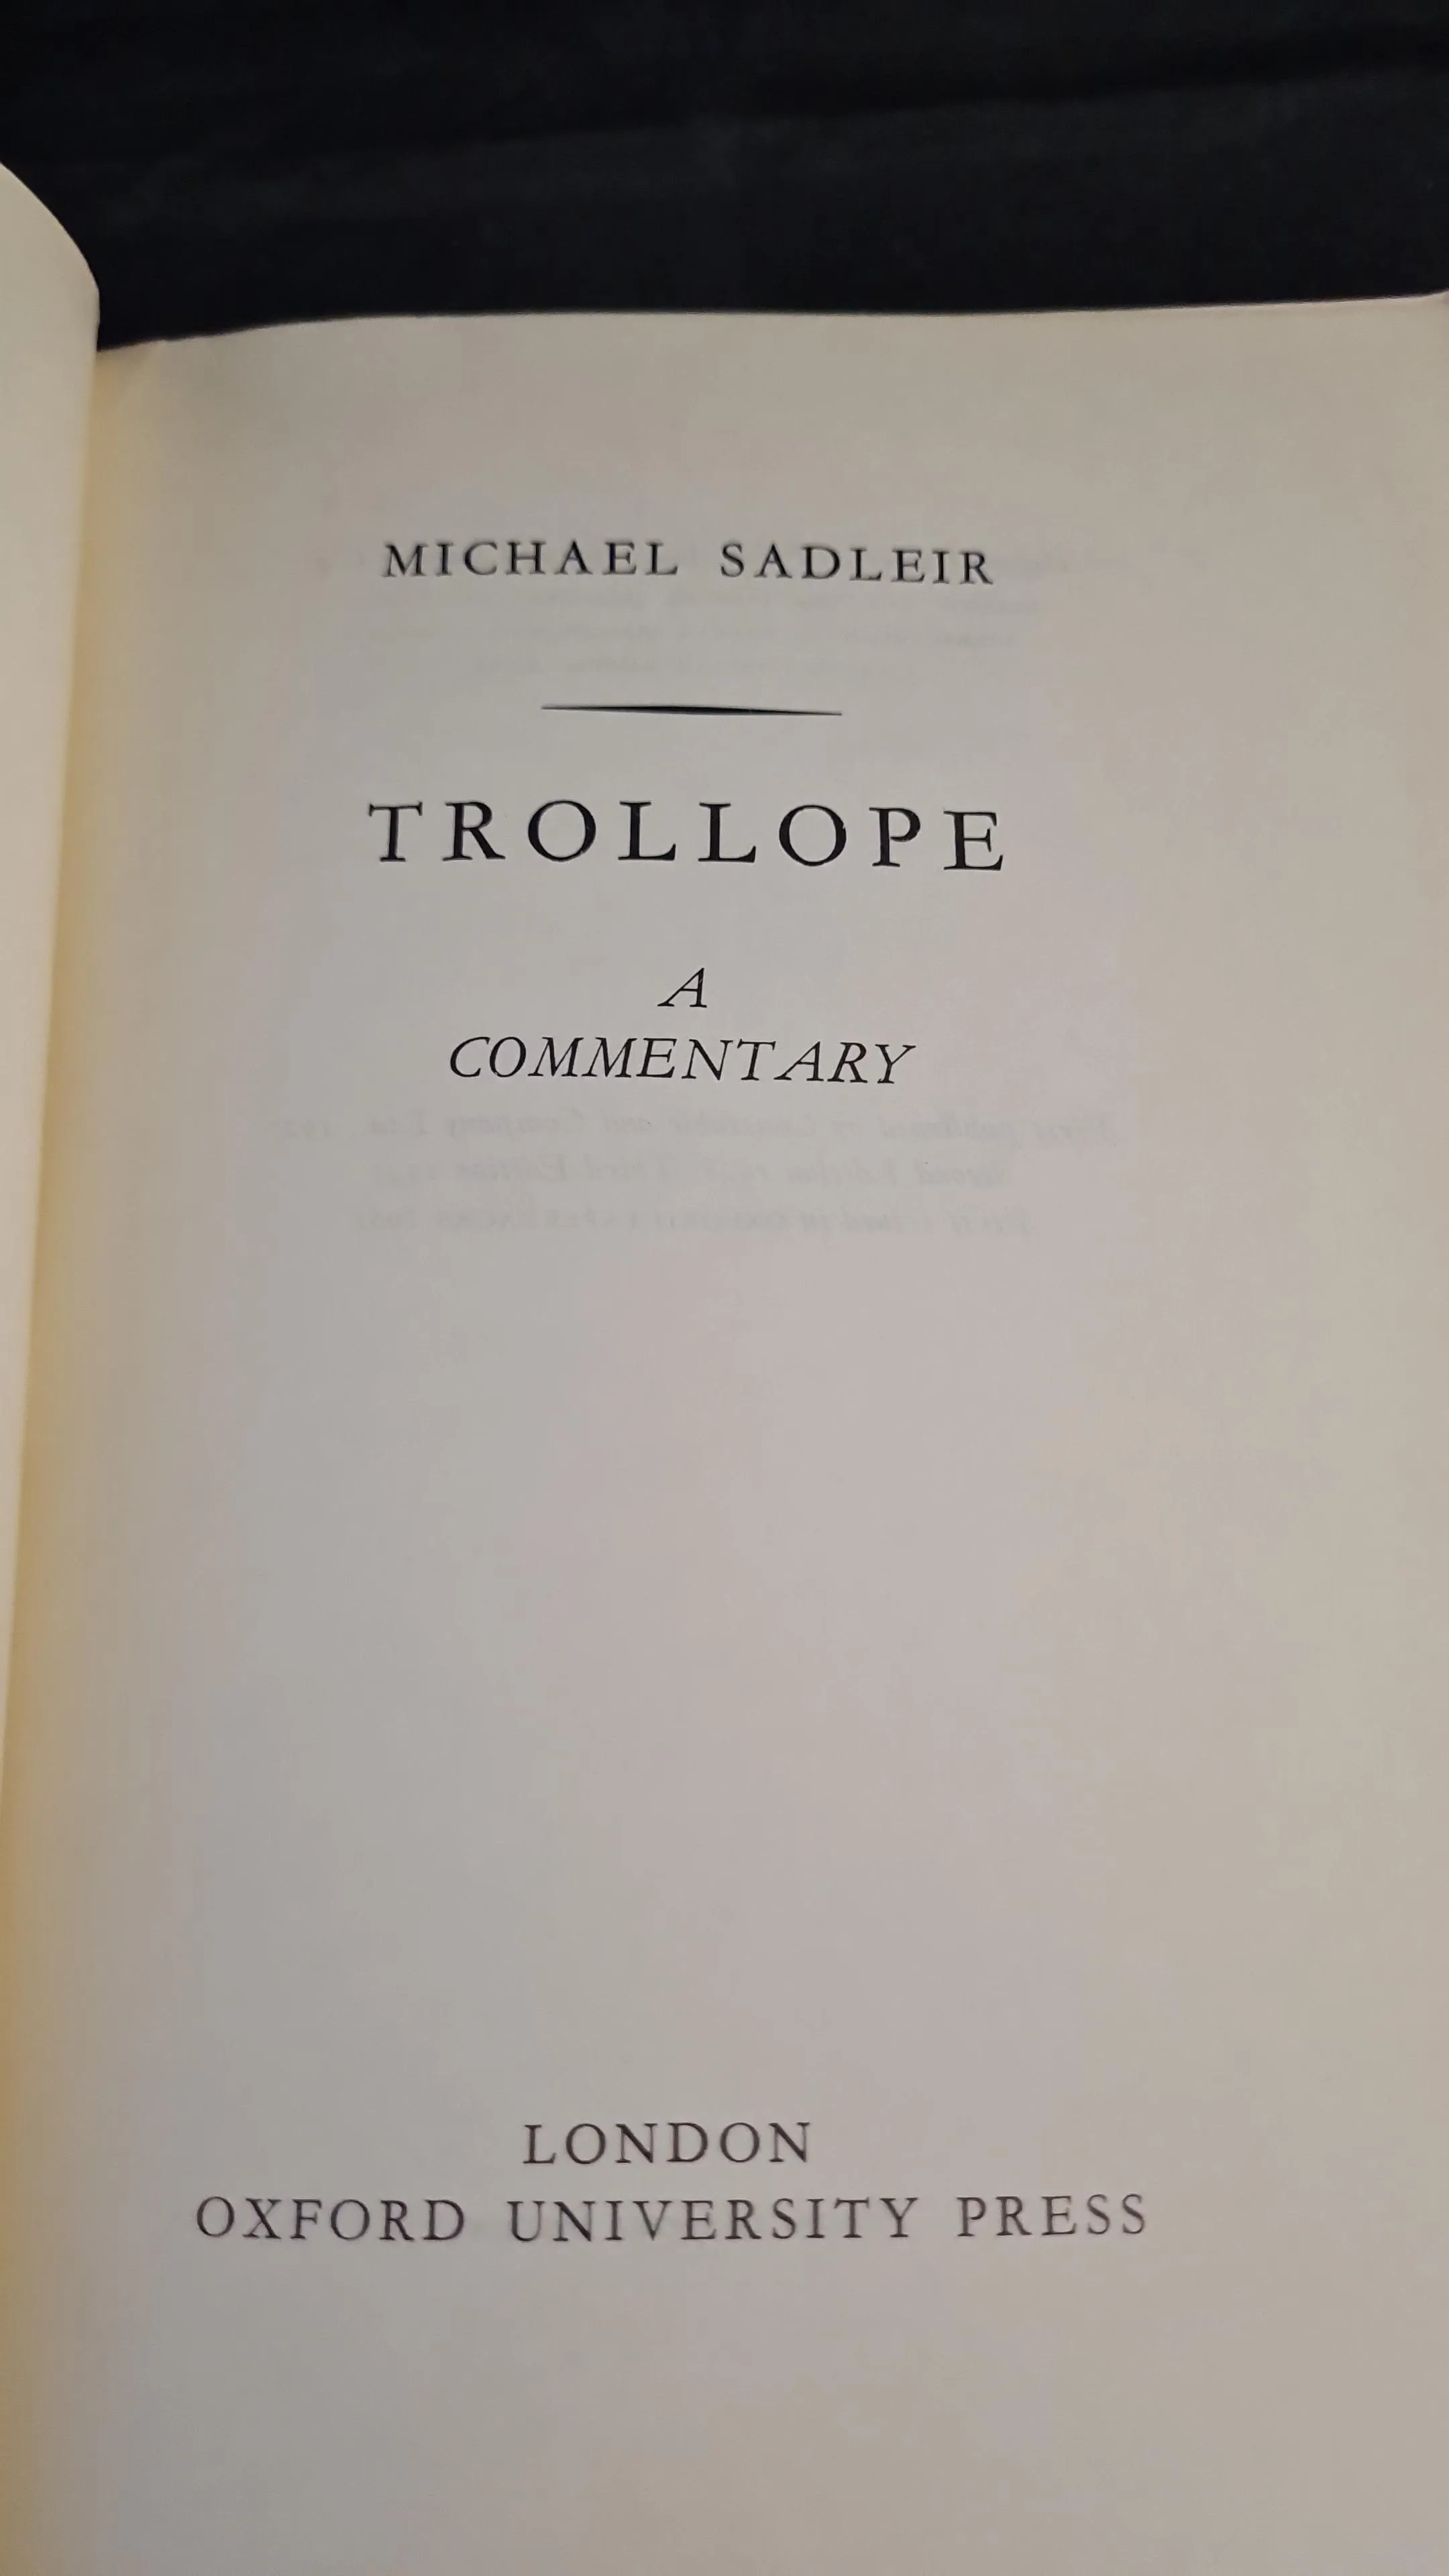 MICHAEL SADLEIR
TROLLOPE
A
COMMENTARY
LONDON
OXFORD UNIVERSITY PRESS